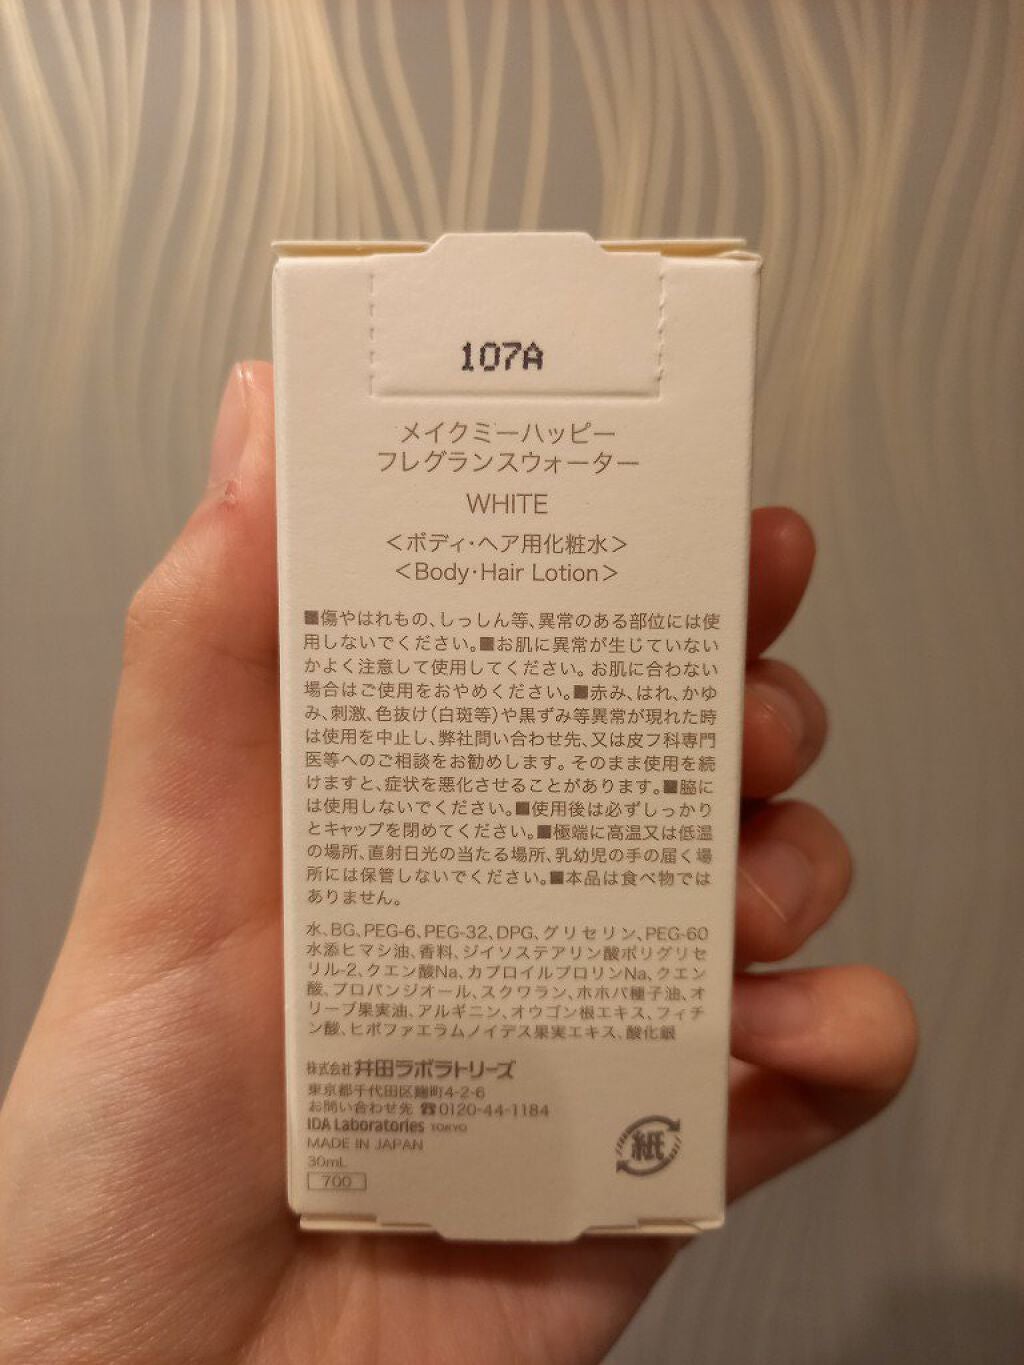 107A
メイクミーハッピー
フレグランスウォーター
WHITE
＜ボディ・ヘア用化粧水＞
＜Body・Hair Lotion＞
■傷やはれもの、しっしん等、異常のある部位には使
用しないでください。■お肌に異常が生じていない
かよく注意して使用してください。お肌に合わない
場合はご使用をおやめください。■赤み、はれ、かゆ
み、刺激、色抜け(白斑等)や黒ずみ等異常が現れた時
は使用を中止し、弊社問い合わせ先、又は皮フ科専門
医等へのご相談をお勧めします。そのまま使用を続
けますと、症状を悪化させることがあります。■脇に
は使用しないでください。■使用後は必ずしっかり
とキャップを閉めてください。■極端に高温又は低温
の場所、直射日光の当たる場所、乳幼児の手の届く場
所には保管しないでください。■本品は食べ物では
ありません。
水、BG、PEG-6、PEG-32、DPG、グリセリン、PEG-60
水添ヒマシ油、香料、ジイソステアリン酸ポリグリセ
リル-2、クエン酸Na、カプロイルプロリンNa、クエン
酸、プロパンジオール、スクワラン、ホホバ種子油、オ
リーブ果実油、アルギニン、オウゴン根エキス、フィチ
ン酸、ヒポファエラムノイデス果実エキス、酸化銀
株式会社 井田ラボラトリーズ
東京都千代田区麹町4-2-6
お問い合わせ先 ☎0120-44-1184
IDA Laboratories TOKYO
MADE IN JAPAN
30mL
700
紙